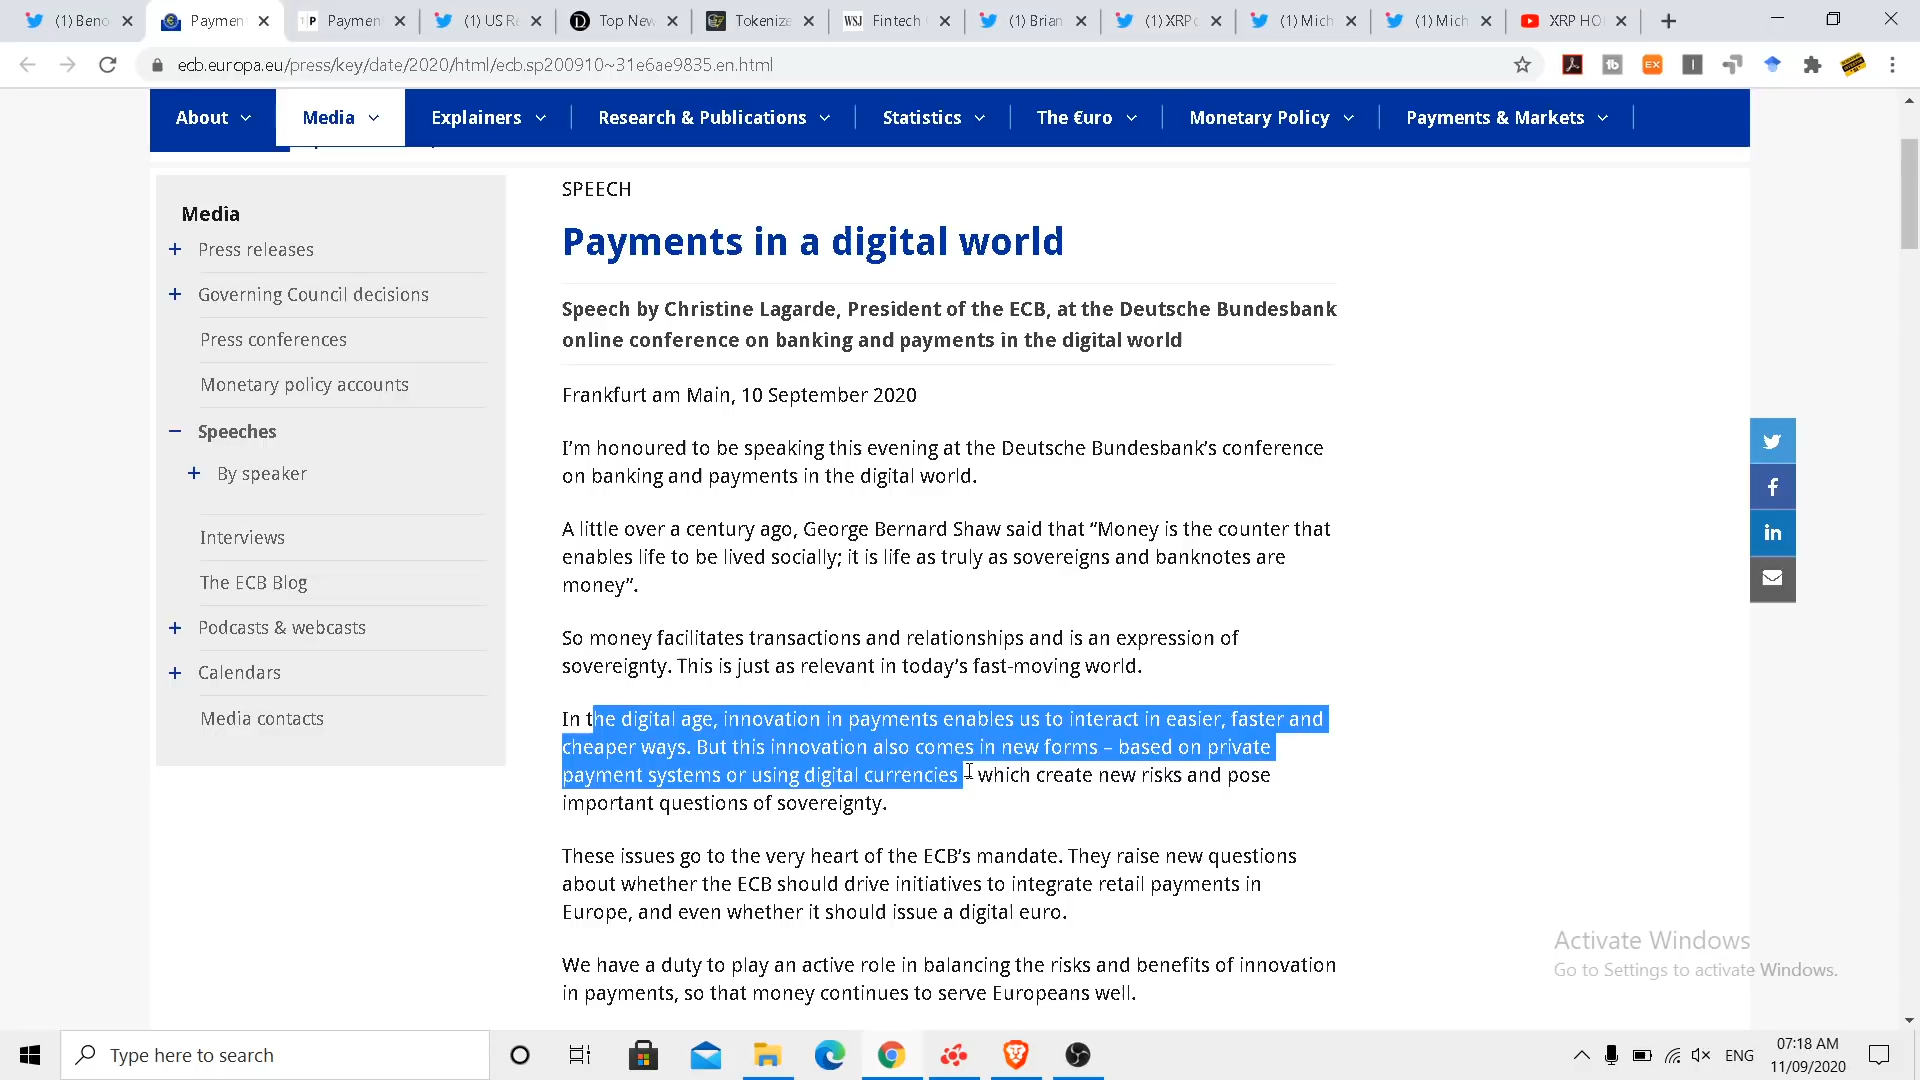 (1) Beno
Paymen
Paymen
(1) US Re
Top New
Tokenize
WSJ Fintech
(1) Brian
(1) XRP
(1) Mich
(1) Mich
XRP HO
ecb.europa.eu/press/key/date/2020/html/ecb.sp200910~31e6ae9835.en.html
About
Media
Explainers
Research & Publications
Statistics
The €uro
Monetary Policy
Payments & Markets
Media
+ Press releases
+ Governing Council decisions
Press conferences
Monetary policy accounts
− Speeches
+ By speaker
Interviews
The ECB Blog
+ Podcasts & webcasts
+ Calendars
Media contacts
SPEECH
Payments in a digital world
Speech by Christine Lagarde, President of the ECB, at the Deutsche Bundesbank
online conference on banking and payments in the digital world
Frankfurt am Main, 10 September 2020
I’m honoured to be speaking this evening at the Deutsche Bundesbank’s conference
on banking and payments in the digital world.
A little over a century ago, George Bernard Shaw said that “Money is the counter that
enables life to be lived socially; it is life as truly as sovereigns and banknotes are
money”.
So money facilitates transactions and relationships and is an expression of
sovereignty. This is just as relevant in today’s fast-moving world.
In the digital age, innovation in payments enables us to interact in easier, faster and
cheaper ways. But this innovation also comes in new forms – based on private
payment systems or using digital currencies – which create new risks and pose
important questions of sovereignty.
These issues go to the very heart of the ECB’s mandate. They raise new questions
about whether the ECB should drive initiatives to integrate retail payments in
Europe, and even whether it should issue a digital euro.
We have a duty to play an active role in balancing the risks and benefits of innovation
in payments, so that money continues to serve Europeans well.
Activate Windows
Go to Settings to activate Windows.
Type here to search
ENG
07:18 AM
11/09/2020